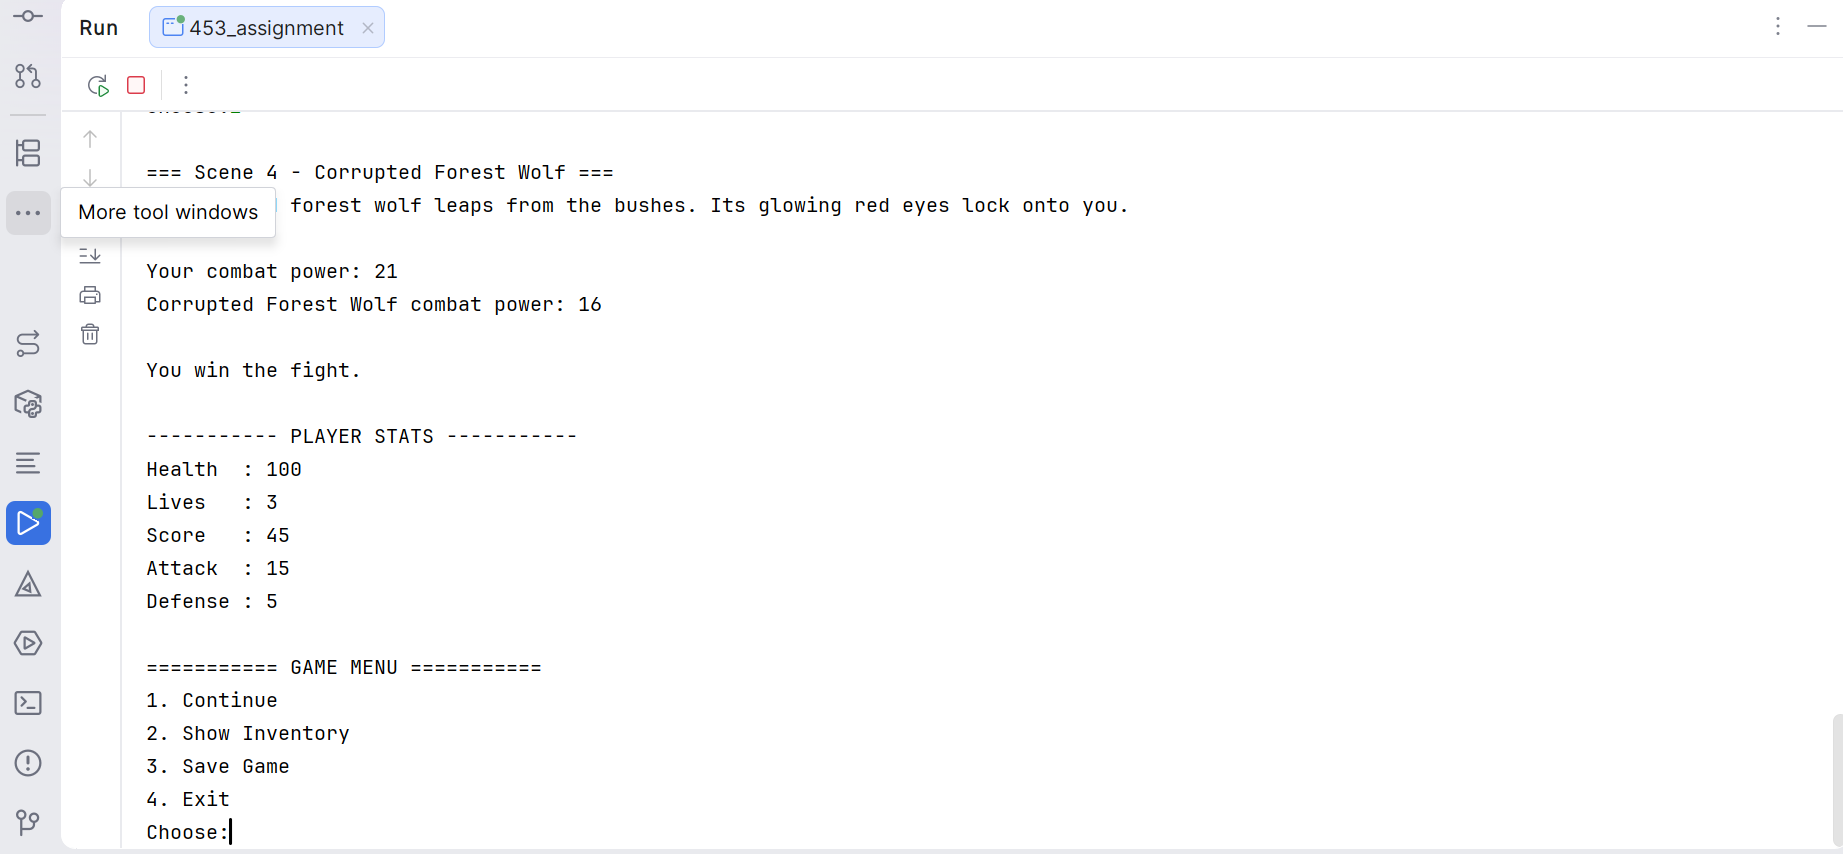 Run
453_assignment
=== Scene 4 - Corrupted Forest Wolf ===
More tool windows
forest wolf leaps from the bushes. Its glowing red eyes lock onto you.
Your combat power: 21
Corrupted Forest Wolf combat power: 16
You win the fight.
----------- PLAYER STATS -----------
Health  : 100
Lives   : 3
Score   : 45
Attack  : 15
Defense : 5
=========== GAME MENU ===========
1. Continue
2. Show Inventory
3. Save Game
4. Exit
Choose: